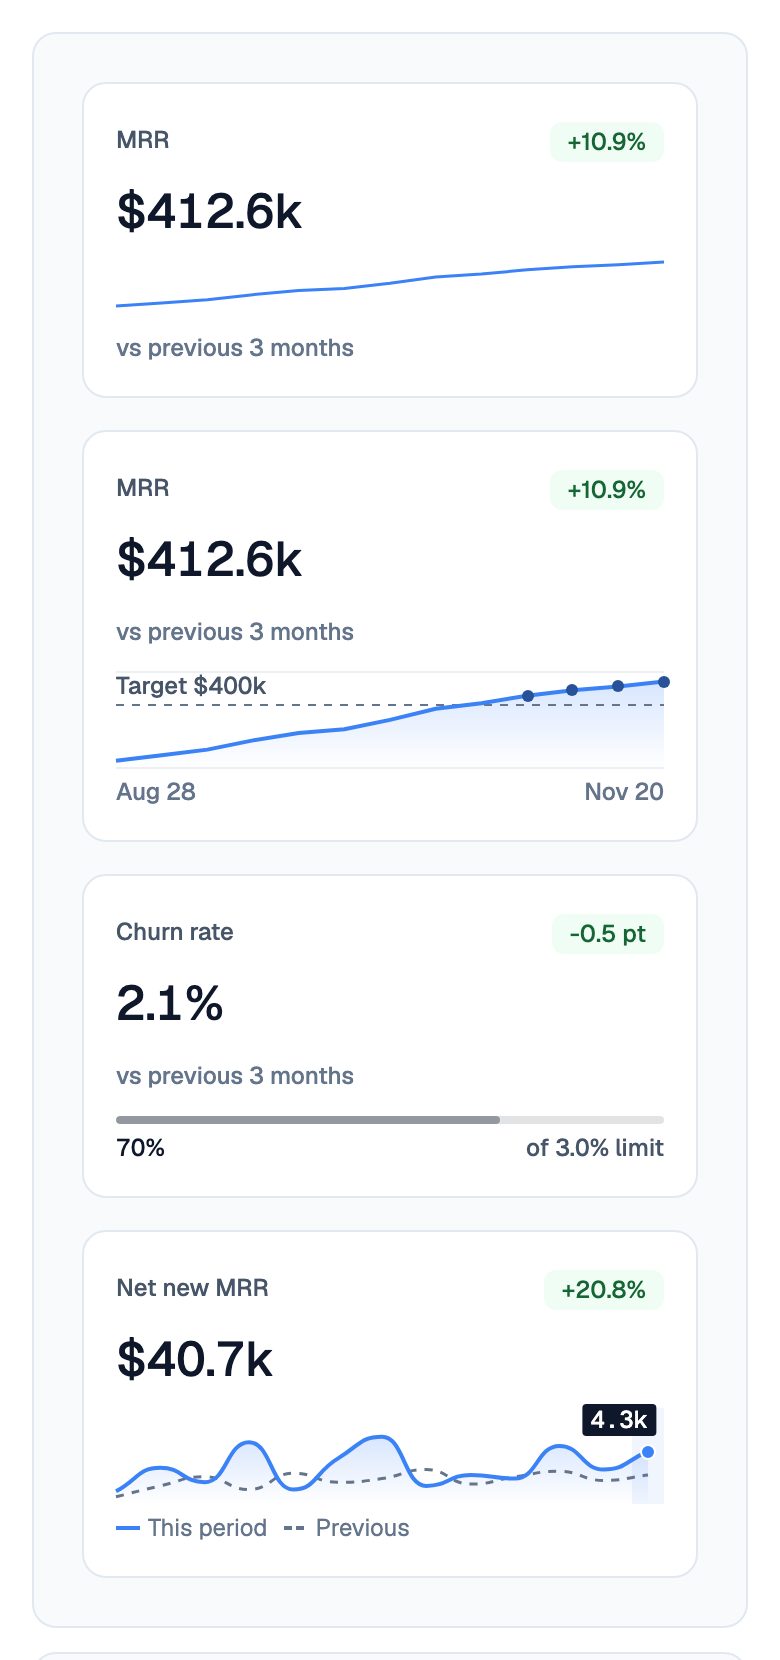 MRR
+10.9%
$412.6k
vs previous 3 months
MRR
+10.9%
$412.6k
vs previous 3 months
Target $400k
Aug 28
Nov 20
Churn rate
-0.5 pt
2.1%
vs previous 3 months
70%
of 3.0% limit
Net new MRR
+20.8%
$40.7k
4.3k
This period
Previous